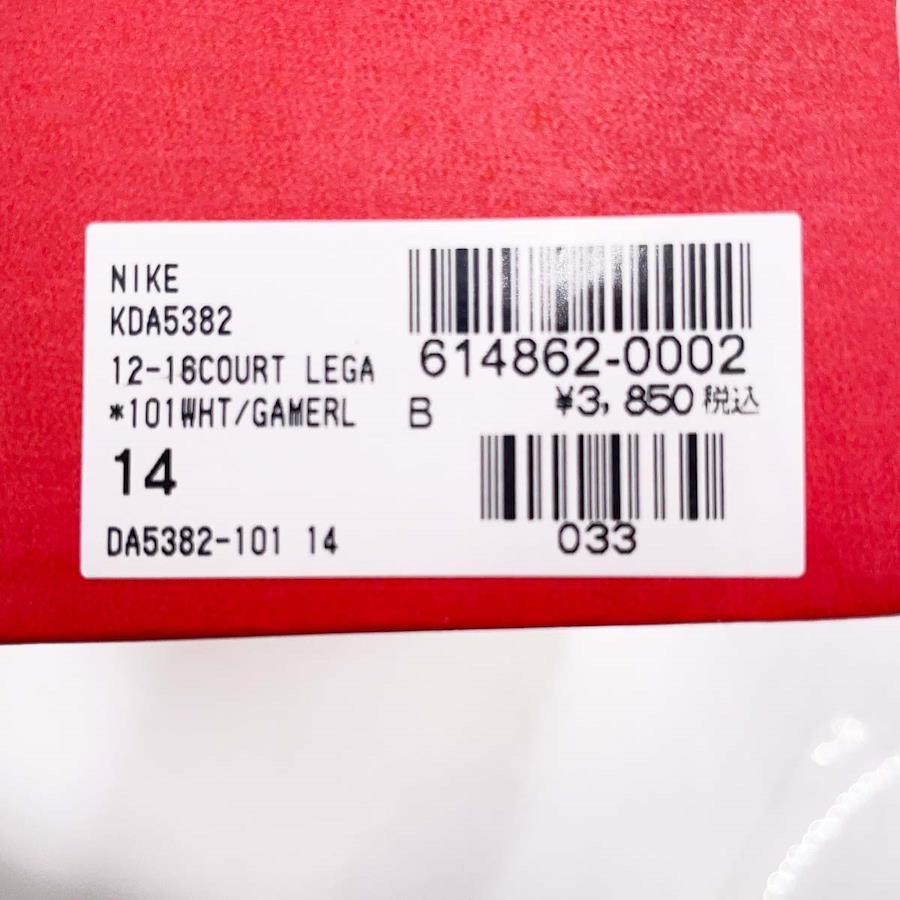 NIKE
KDA5382
12-16COURT LEGA
*101WHT/GAMERL B
14
DA5382-101 14
614862-0002
¥3,850 税込
033